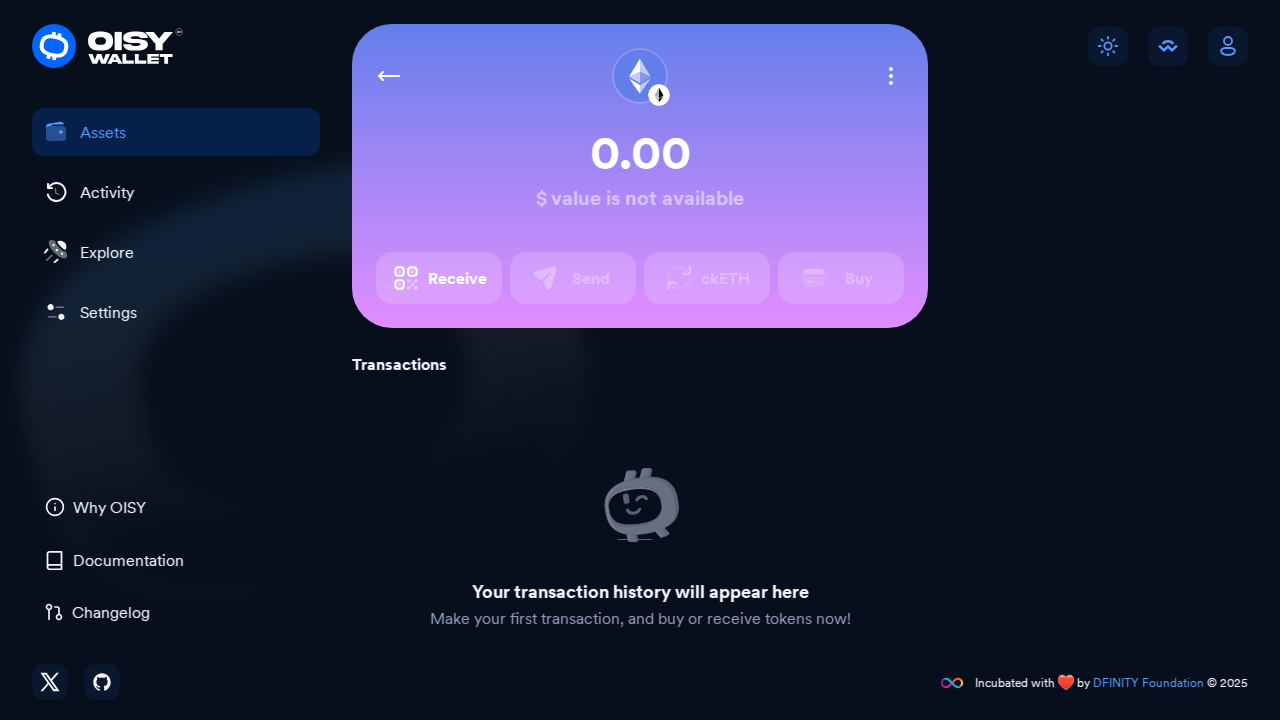 OISY
WALLET
Assets
Activity
Explore
Settings
Why OISY
Documentation
Changelog
0.00
$ value is not available
Receive
Send
ckETH
Buy
Transactions
Your transaction history will appear here
Make your first transaction, and buy or receive tokens now!
Incubated with ❤️ by DFINITY Foundation © 2025